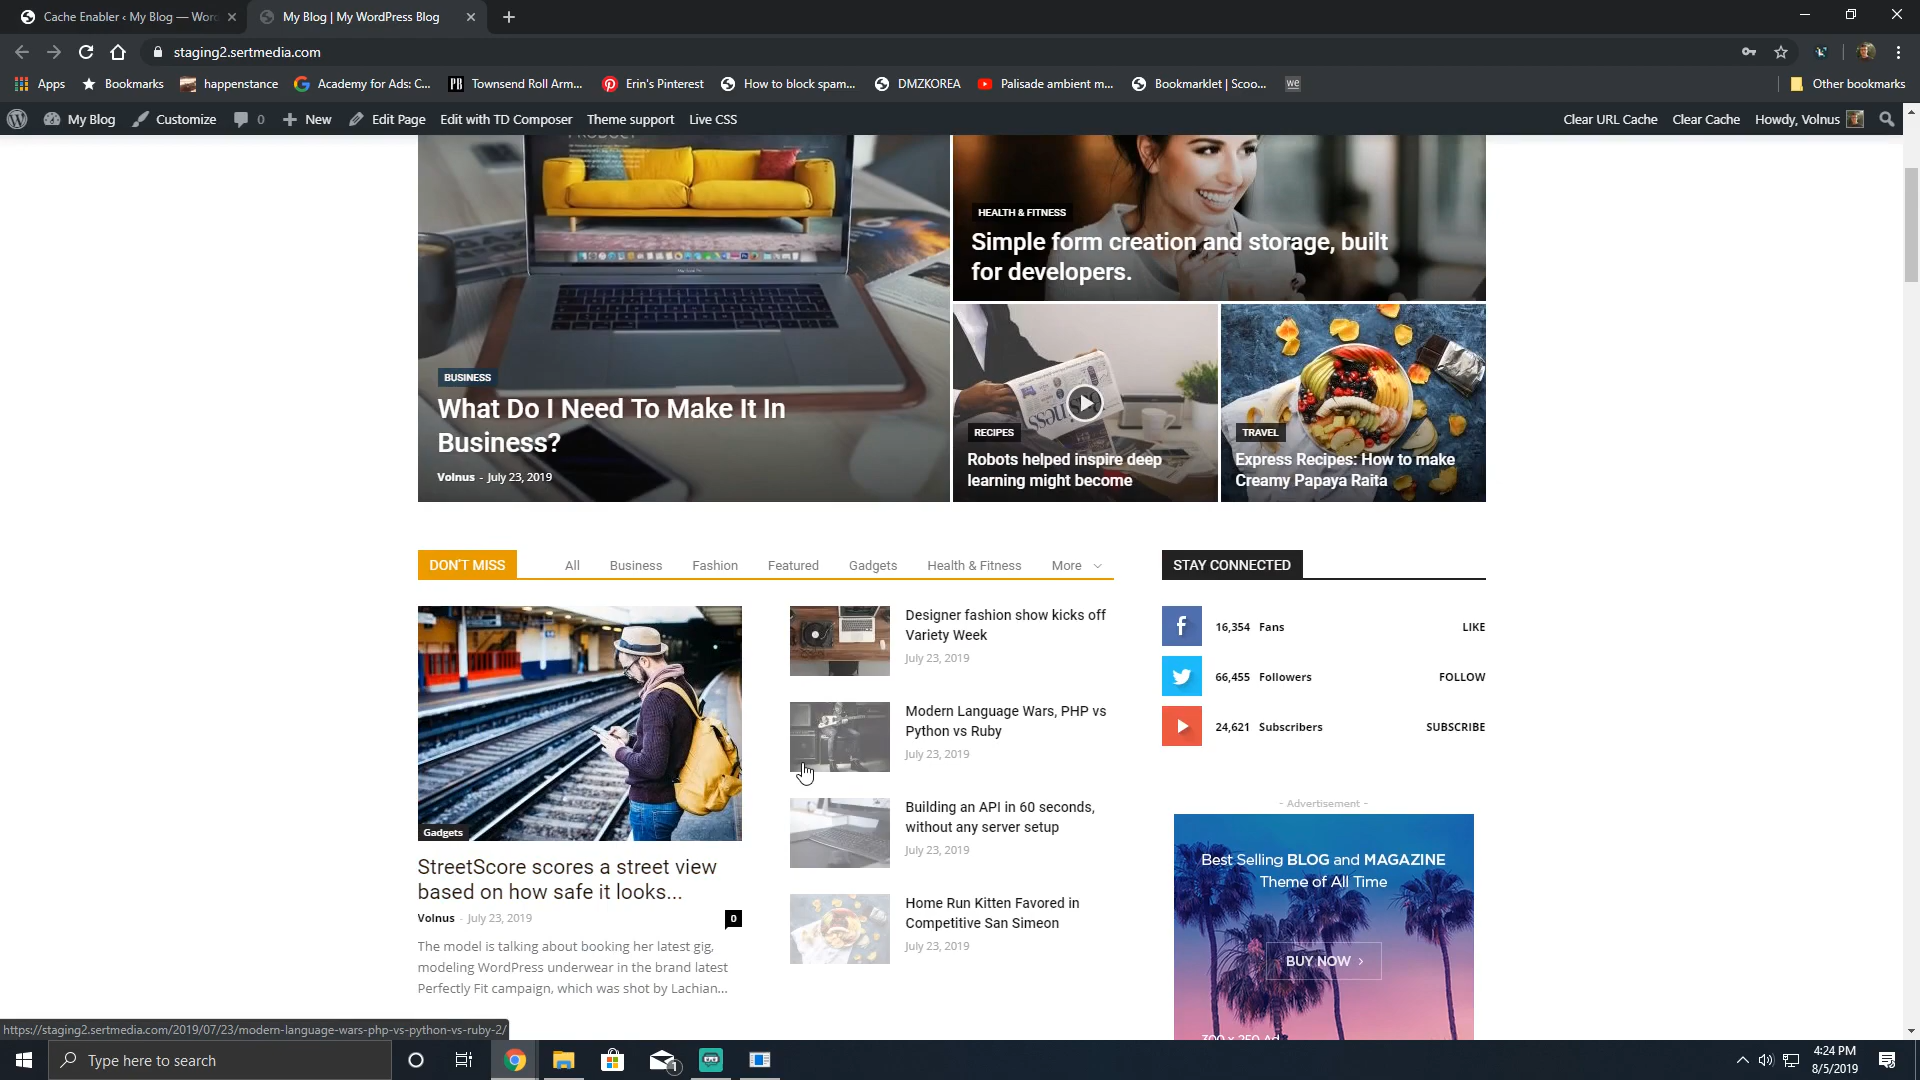 Cache Enabler ‹ My Blog — Wor
My Blog | My WordPress Blog
staging2.sertmedia.com
Apps
Bookmarks
happenstance
Academy for Ads: C...
Townsend Roll Arm...
Erin's Pinterest
How to block spam...
DMZKOREA
Palisade ambient m...
Bookmarklet | Scoo...
we
Other bookmarks
My Blog
Customize
0
New
Edit Page
Edit with TD Composer
Theme support
Live CSS
Clear URL Cache
Clear Cache
Howdy, Volnus
PRODUCT
BUSINESS
What Do I Need To Make It In
Business?
Volnus - July 23, 2019
HEALTH & FITNESS
Simple form creation and storage, built
for developers.
RECIPES
Robots helped inspire deep
learning might become
TRAVEL
Express Recipes: How to make
Creamy Papaya Raita
DON'T MISS
All
Business
Fashion
Featured
Gadgets
Health & Fitness
More
Gadgets
StreetScore scores a street view
based on how safe it looks...
Volnus - July 23, 2019
0
The model is talking about booking her latest gig,
modeling WordPress underwear in the brand latest
Perfectly Fit campaign, which was shot by Lachian...
Designer fashion show kicks off
Variety Week
July 23, 2019
Modern Language Wars, PHP vs
Python vs Ruby
July 23, 2019
Building an API in 60 seconds,
without any server setup
July 23, 2019
Home Run Kitten Favored in
Competitive San Simeon
July 23, 2019
STAY CONNECTED
16,354 Fans
LIKE
66,455 Followers
FOLLOW
24,621 Subscribers
SUBSCRIBE
- Advertisement -
Best Selling BLOG and MAGAZINE
Theme of All Time
BUY NOW ›
300 x 250 Ad
https://staging2.sertmedia.com/2019/07/23/modern-language-wars-php-vs-python-vs-ruby-2/
Type here to search
1
4:24 PM
8/5/2019